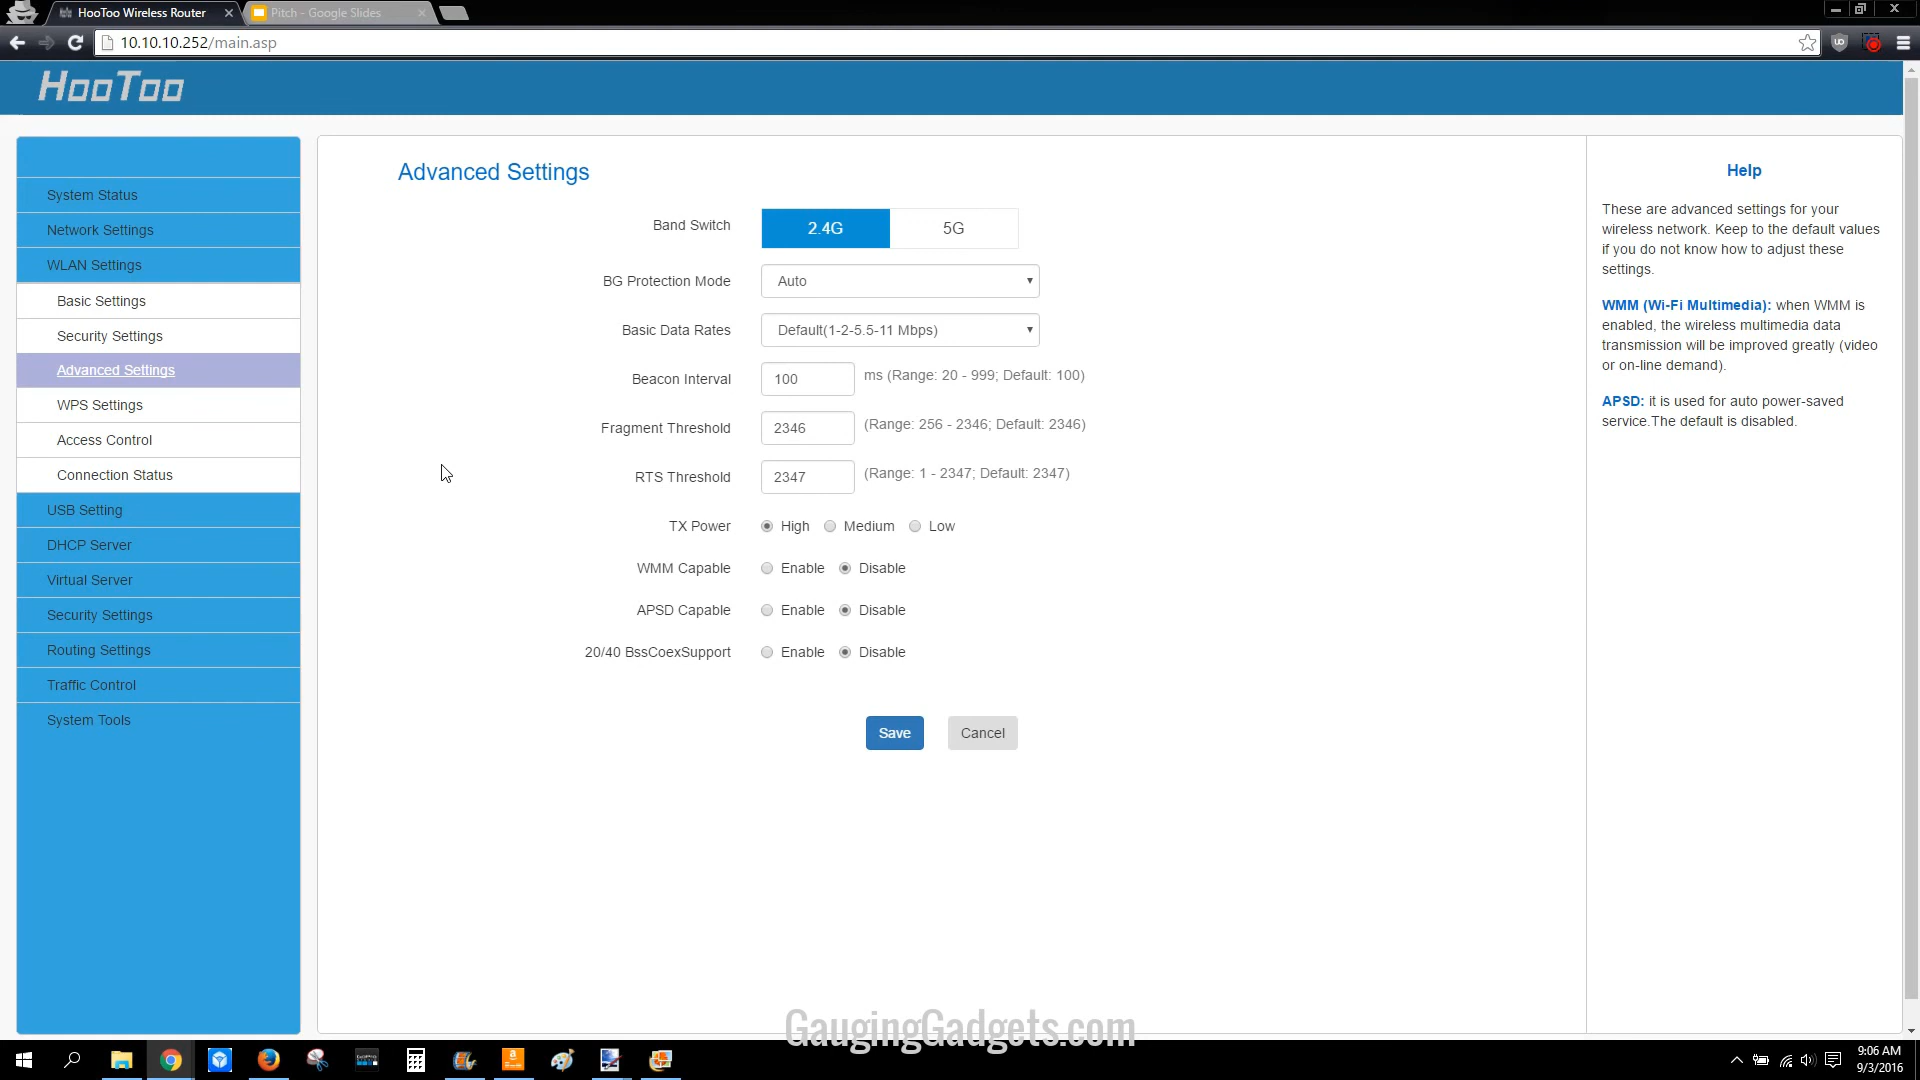 HooToo Wireless Router
Pitch - Google Slides
10.10.10.252/main.asp
HooToo
System Status
Network Settings
WLAN Settings
Basic Settings
Security Settings
Advanced Settings
WPS Settings
Access Control
Connection Status
USB Setting
DHCP Server
Virtual Server
Security Settings
Routing Settings
Traffic Control
System Tools
Advanced Settings
Band Switch 2.4G 5G
BG Protection Mode Auto
Basic Data Rates Default(1-2-5.5-11 Mbps)
Beacon Interval 100 ms (Range: 20 - 999; Default: 100)
Fragment Threshold 2346 (Range: 256 - 2346; Default: 2346)
RTS Threshold 2347 (Range: 1 - 2347; Default: 2347)
TX Power High Medium Low
WMM Capable Enable Disable
APSD Capable Enable Disable
20/40 BssCoexSupport Enable Disable
Save Cancel
Help
These are advanced settings for your
wireless network. Keep to the default values
if you do not know how to adjust these
settings.
WMM (Wi-Fi Multimedia): when WMM is
enabled, the wireless multimedia data
transmission will be improved greatly (video
or on-line demand).
APSD: it is used for auto power-saved
service.The default is disabled.
GaugingGadgets.com
9:06 AM
9/3/2016